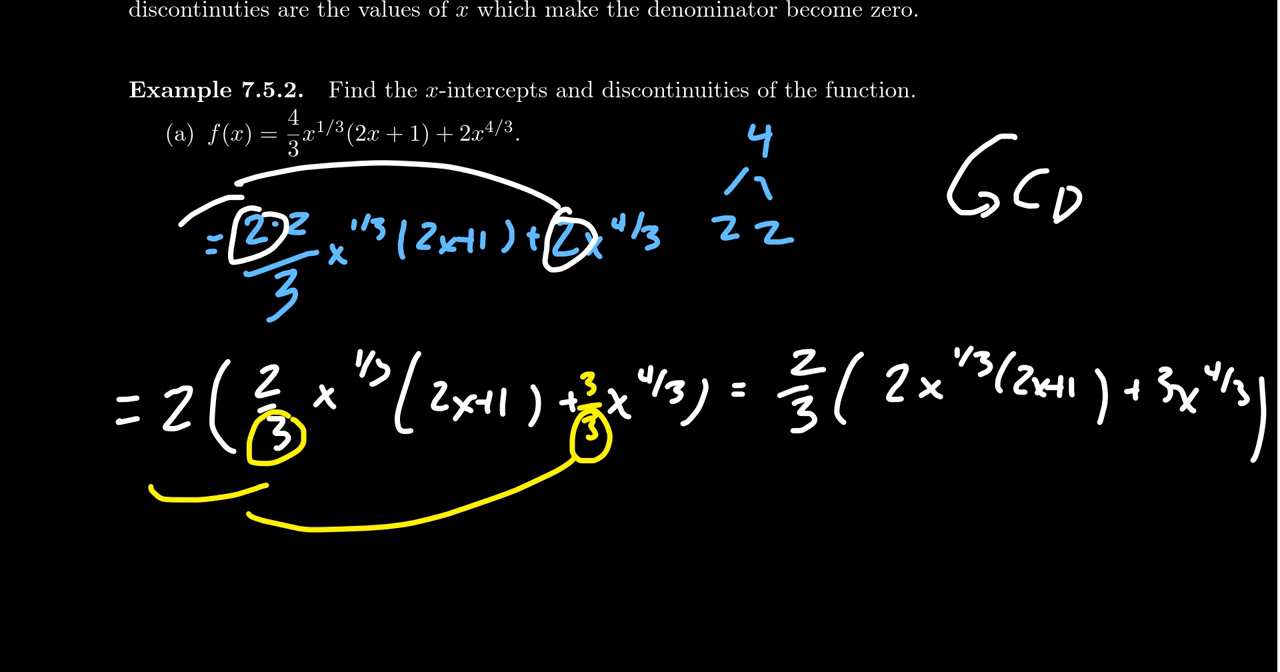 discontinuties are the values of x which make the denominator become zero.
Example 7.5.2. Find the x-intercepts and discontinuities of the function.
(a) f(x) = 4/3 x^{1/3}(2x + 1) + 2x^{4/3}.
4
2 2
GCD
= 2·2/3 x^{1/3}(2x+1) + 2x^{4/3}
= 2(2/3 x^{1/3}(2x+1) + 3/3 x^{4/3}) = 2/3(2x^{1/3}(2x+1) + 3x^{4/3})